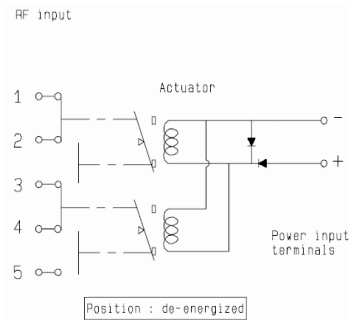 RF input
Actuator
1
2
3
4
5
-
+
Power input
terminals
Position : de-energized